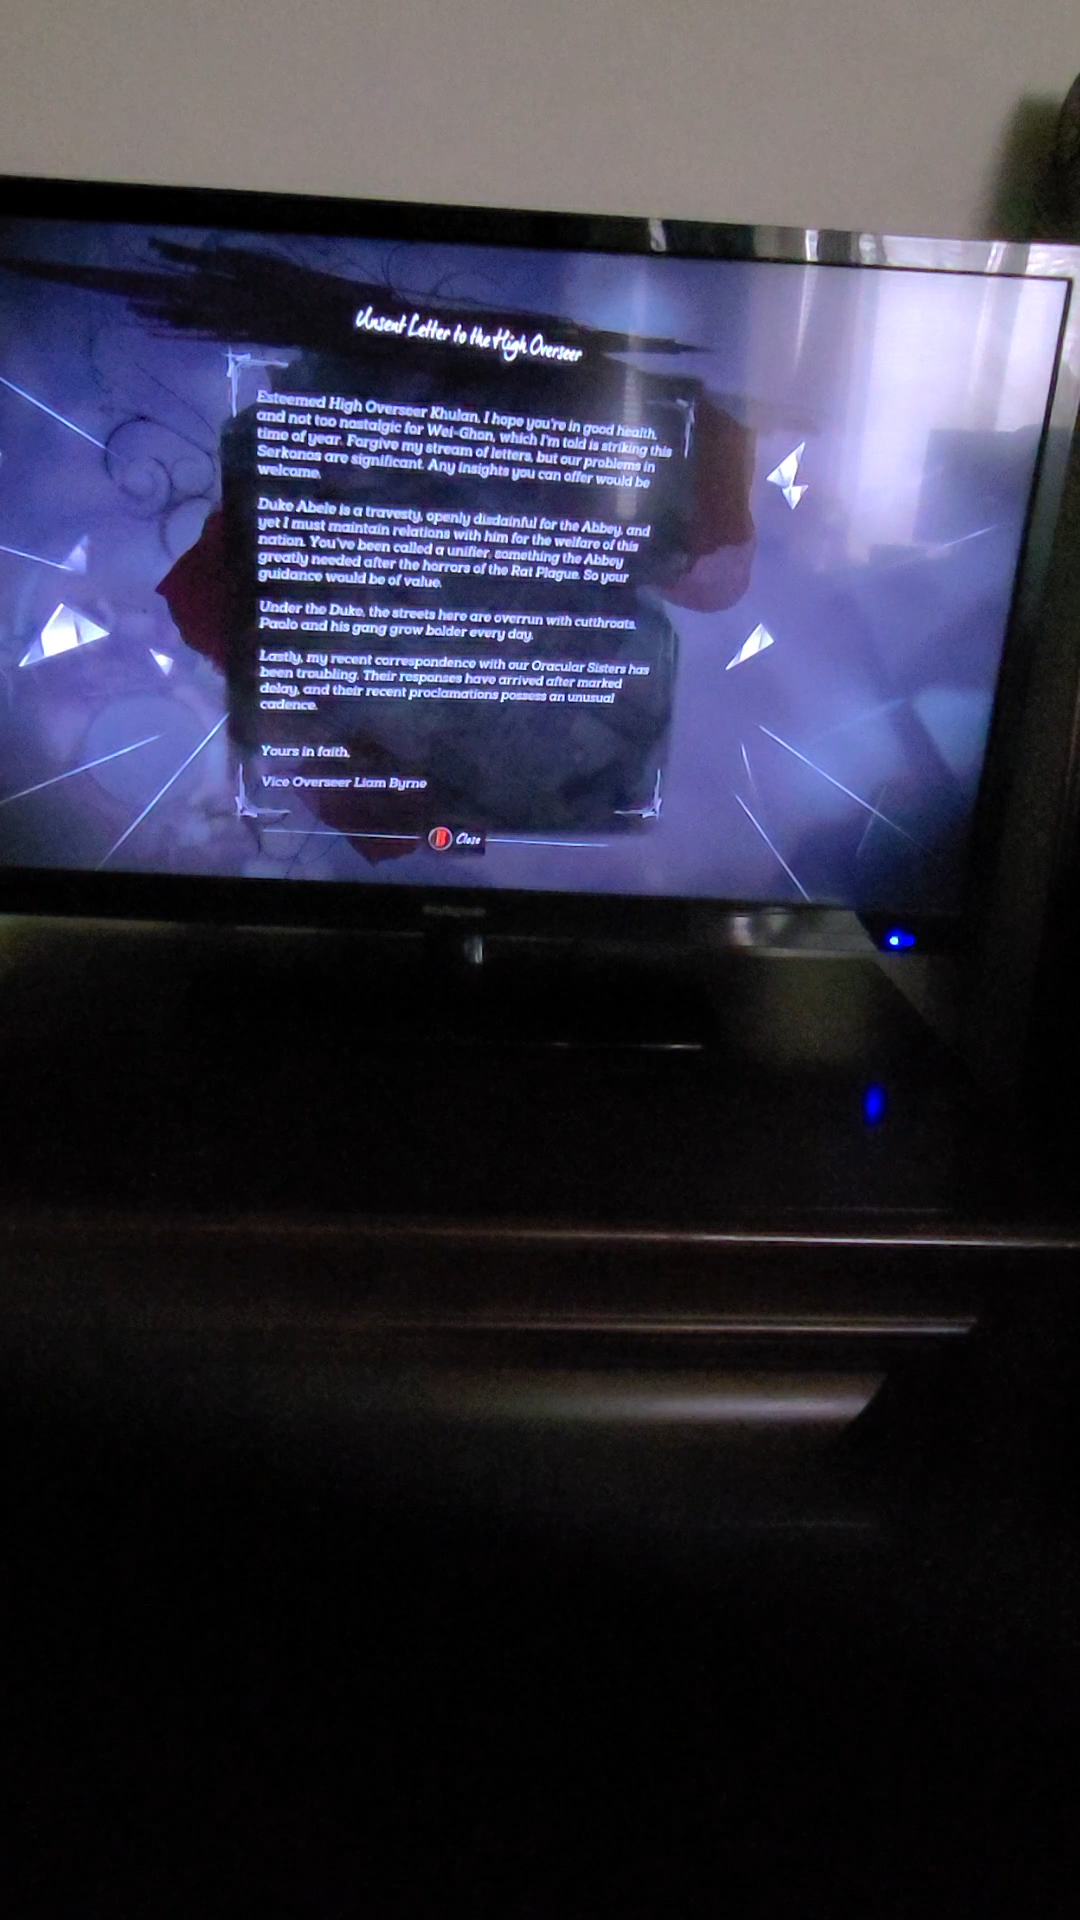 Unsent Letter to the High Overseer
Esteemed High Overseer Khulan, I hope you're in good health,
and not too nostalgic for Wei-Ghon, which I'm told is striking this
time of year. Forgive my stream of letters, but our problems in
Serkonos are significant. Any insights you can offer would be
welcome.
Duke Abele is a travesty, openly disdainful for the Abbey, and
yet I must maintain relations with him for the welfare of this
nation. You've been called a unifier, something the Abbey
greatly needed after the horrors of the Rat Plague. So your
guidance would be of value.
Under the Duke, the streets here are overrun with cutthroats.
Paolo and his gang grow bolder every day.
Lastly, my recent correspondence with our Oracular Sisters has
been troubling. Their responses have arrived after marked
delay, and their recent proclamations possess an unusual
cadence.
Yours in faith,
Vice Overseer Liam Byrne
B Close